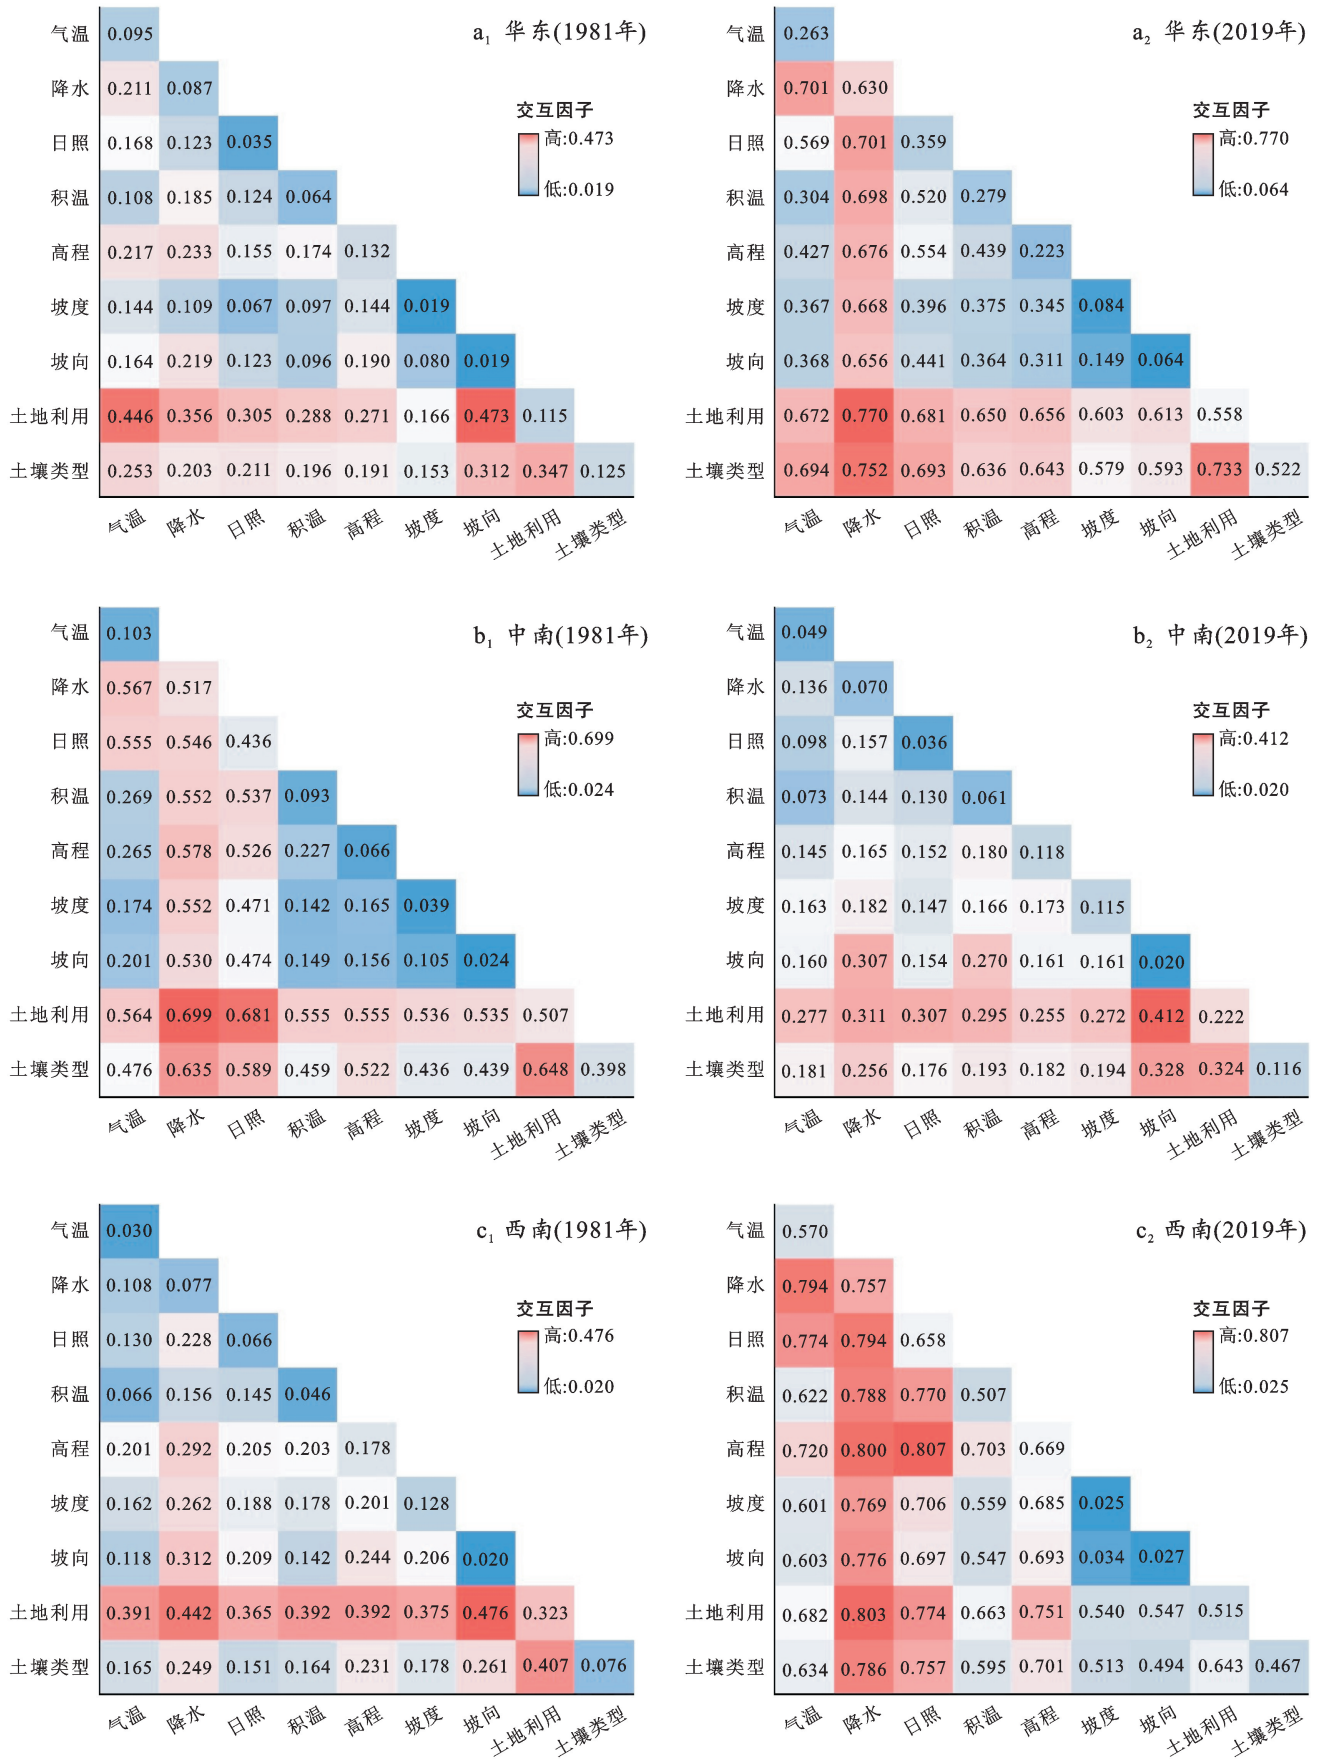 a₁ 华东(1981年)
气温 0.095
降水 0.211 0.087
日照 0.168 0.123 0.035
积温 0.108 0.185 0.124 0.064
高程 0.217 0.233 0.155 0.174 0.132
坡度 0.144 0.109 0.067 0.097 0.144 0.019
坡向 0.164 0.219 0.123 0.096 0.190 0.080 0.019
土地利用 0.446 0.356 0.305 0.288 0.271 0.166 0.473 0.115
土壤类型 0.253 0.203 0.211 0.196 0.191 0.153 0.312 0.347 0.125
气温 降水 日照 积温 高程 坡度 坡向 土地利用 土壤类型
交互因子
高:0.473
低:0.019
a₂ 华东(2019年)
气温 0.263
降水 0.701 0.630
日照 0.569 0.701 0.359
积温 0.304 0.698 0.520 0.279
高程 0.427 0.676 0.554 0.439 0.223
坡度 0.367 0.668 0.396 0.375 0.345 0.084
坡向 0.368 0.656 0.441 0.364 0.311 0.149 0.064
土地利用 0.672 0.770 0.681 0.650 0.656 0.603 0.613 0.558
土壤类型 0.694 0.752 0.693 0.636 0.643 0.579 0.593 0.733 0.522
气温 降水 日照 积温 高程 坡度 坡向 土地利用 土壤类型
交互因子
高:0.770
低:0.064
b₁ 中南(1981年)
气温 0.103
降水 0.567 0.517
日照 0.555 0.546 0.436
积温 0.269 0.552 0.537 0.093
高程 0.265 0.578 0.526 0.227 0.066
坡度 0.174 0.552 0.471 0.142 0.165 0.039
坡向 0.201 0.530 0.474 0.149 0.156 0.105 0.024
土地利用 0.564 0.699 0.681 0.555 0.555 0.536 0.535 0.507
土壤类型 0.476 0.635 0.589 0.459 0.522 0.436 0.439 0.648 0.398
气温 降水 日照 积温 高程 坡度 坡向 土地利用 土壤类型
交互因子
高:0.699
低:0.024
b₂ 中南(2019年)
气温 0.049
降水 0.136 0.070
日照 0.098 0.157 0.036
积温 0.073 0.144 0.130 0.061
高程 0.145 0.165 0.152 0.180 0.118
坡度 0.163 0.182 0.147 0.166 0.173 0.115
坡向 0.160 0.307 0.154 0.270 0.161 0.161 0.020
土地利用 0.277 0.311 0.307 0.295 0.255 0.272 0.412 0.222
土壤类型 0.181 0.256 0.176 0.193 0.182 0.194 0.328 0.324 0.116
气温 降水 日照 积温 高程 坡度 坡向 土地利用 土壤类型
交互因子
高:0.412
低:0.020
c₁ 西南(1981年)
气温 0.030
降水 0.108 0.077
日照 0.130 0.228 0.066
积温 0.066 0.156 0.145 0.046
高程 0.201 0.292 0.205 0.203 0.178
坡度 0.162 0.262 0.188 0.178 0.201 0.128
坡向 0.118 0.312 0.209 0.142 0.244 0.206 0.020
土地利用 0.391 0.442 0.365 0.392 0.392 0.375 0.476 0.323
土壤类型 0.165 0.249 0.151 0.164 0.231 0.178 0.261 0.407 0.076
气温 降水 日照 积温 高程 坡度 坡向 土地利用 土壤类型
交互因子
高:0.476
低:0.020
c₂ 西南(2019年)
气温 0.570
降水 0.794 0.757
日照 0.774 0.794 0.658
积温 0.622 0.788 0.770 0.507
高程 0.720 0.800 0.807 0.703 0.669
坡度 0.601 0.769 0.706 0.559 0.685 0.025
坡向 0.603 0.776 0.697 0.547 0.693 0.034 0.027
土地利用 0.682 0.803 0.774 0.663 0.751 0.540 0.547 0.515
土壤类型 0.634 0.786 0.757 0.595 0.701 0.513 0.494 0.643 0.467
气温 降水 日照 积温 高程 坡度 坡向 土地利用 土壤类型
交互因子
高:0.807
低:0.025